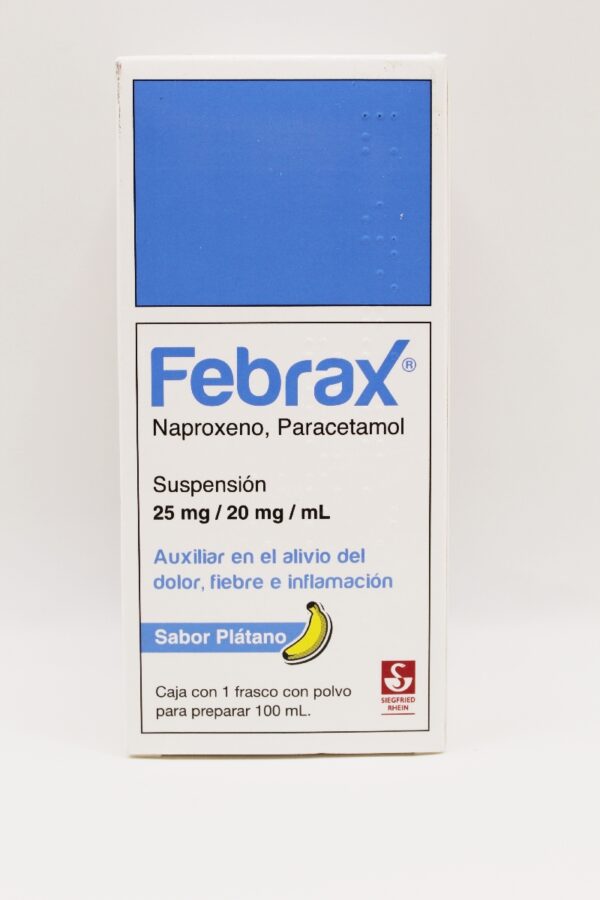 Febrax®
Naproxeno, Paracetamol
Suspensión
25 mg / 20 mg / mL
Auxiliar en el alivio del
dolor, fiebre e inflamación
Sabor Plátano
Caja con 1 frasco con polvo
para preparar 100 mL.
SIEGFRIED
RHEIN